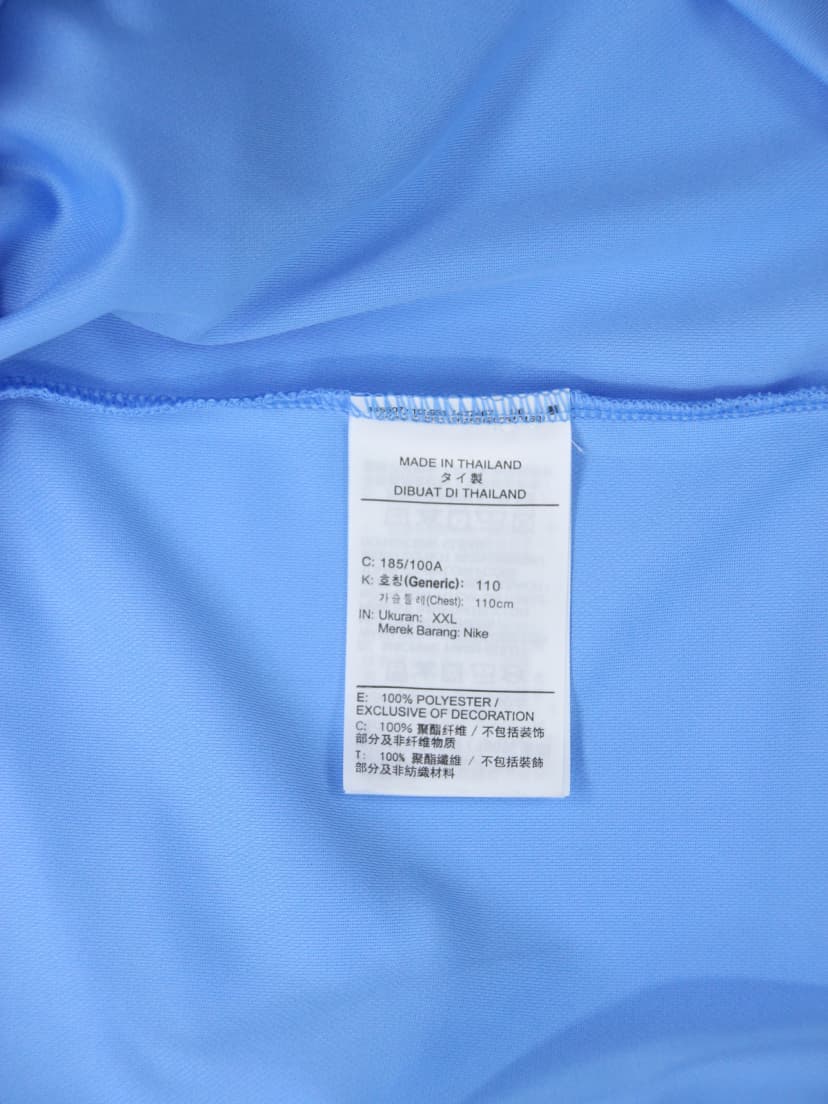 MADE IN THAILAND
タイ製
DIBUAT DI THAILAND
C: 185/100A
K: 호칭(Generic): 110
가슴둘레(Chest): 110cm
IN: Ukuran: XXL
Merek Barang: Nike
E: 100% POLYESTER /
EXCLUSIVE OF DECORATION
C: 100% 聚酯纤维 / 不包括装饰
部分及非纤维物质
T: 100% 聚酯纖維 / 不包括裝飾
部分及非紡織材料